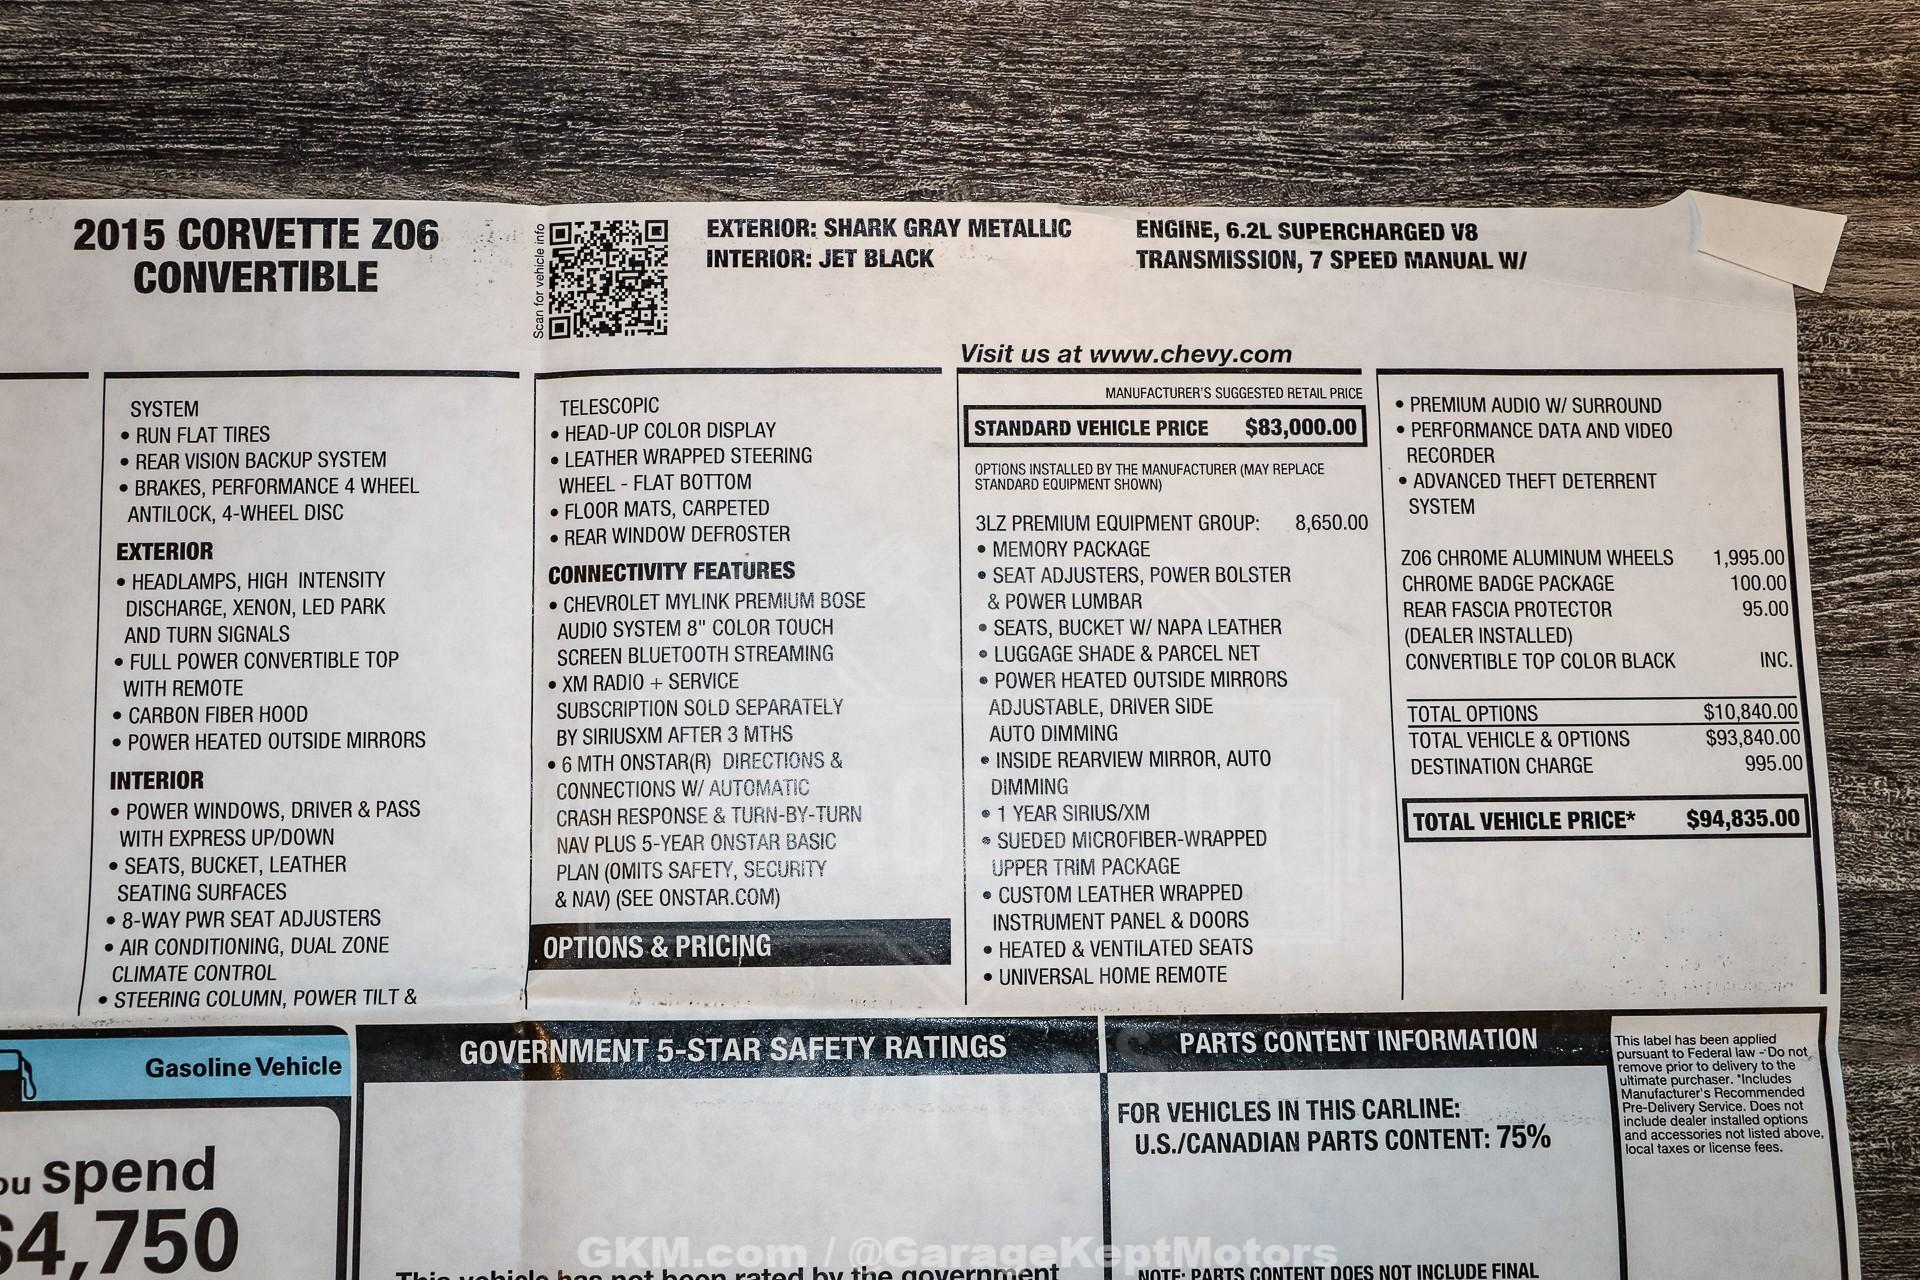 2015 CORVETTE Z06
CONVERTIBLE
Scan for vehicle info
EXTERIOR: SHARK GRAY METALLIC
INTERIOR: JET BLACK
ENGINE, 6.2L SUPERCHARGED V8
TRANSMISSION, 7 SPEED MANUAL W/
Visit us at www.chevy.com
SYSTEM
• RUN FLAT TIRES
• REAR VISION BACKUP SYSTEM
• BRAKES, PERFORMANCE 4 WHEEL
ANTILOCK, 4-WHEEL DISC
EXTERIOR
• HEADLAMPS, HIGH INTENSITY
DISCHARGE, XENON, LED PARK
AND TURN SIGNALS
• FULL POWER CONVERTIBLE TOP
WITH REMOTE
• CARBON FIBER HOOD
• POWER HEATED OUTSIDE MIRRORS
INTERIOR
• POWER WINDOWS, DRIVER & PASS
WITH EXPRESS UP/DOWN
• SEATS, BUCKET, LEATHER
SEATING SURFACES
• 8-WAY PWR SEAT ADJUSTERS
• AIR CONDITIONING, DUAL ZONE
CLIMATE CONTROL
• STEERING COLUMN, POWER TILT &
TELESCOPIC
• HEAD-UP COLOR DISPLAY
• LEATHER WRAPPED STEERING
WHEEL - FLAT BOTTOM
• FLOOR MATS, CARPETED
• REAR WINDOW DEFROSTER
CONNECTIVITY FEATURES
• CHEVROLET MYLINK PREMIUM BOSE
AUDIO SYSTEM 8" COLOR TOUCH
SCREEN BLUETOOTH STREAMING
• XM RADIO + SERVICE
SUBSCRIPTION SOLD SEPARATELY
BY SIRIUSXM AFTER 3 MTHS
• 6 MTH ONSTAR(R) DIRECTIONS &
CONNECTIONS W/ AUTOMATIC
CRASH RESPONSE & TURN-BY-TURN
NAV PLUS 5-YEAR ONSTAR BASIC
PLAN (OMITS SAFETY, SECURITY
& NAV) (SEE ONSTAR.COM)
OPTIONS & PRICING
MANUFACTURER'S SUGGESTED RETAIL PRICE
STANDARD VEHICLE PRICE $83,000.00
OPTIONS INSTALLED BY THE MANUFACTURER (MAY REPLACE
STANDARD EQUIPMENT SHOWN)
3LZ PREMIUM EQUIPMENT GROUP: 8,650.00
• MEMORY PACKAGE
• SEAT ADJUSTERS, POWER BOLSTER
& POWER LUMBAR
• SEATS, BUCKET W/ NAPA LEATHER
• LUGGAGE SHADE & PARCEL NET
• POWER HEATED OUTSIDE MIRRORS
ADJUSTABLE, DRIVER SIDE
AUTO DIMMING
• INSIDE REARVIEW MIRROR, AUTO
DIMMING
• 1 YEAR SIRIUS/XM
• SUEDED MICROFIBER-WRAPPED
UPPER TRIM PACKAGE
• CUSTOM LEATHER WRAPPED
INSTRUMENT PANEL & DOORS
• HEATED & VENTILATED SEATS
• UNIVERSAL HOME REMOTE
• PREMIUM AUDIO W/ SURROUND
• PERFORMANCE DATA AND VIDEO
RECORDER
• ADVANCED THEFT DETERRENT
SYSTEM
Z06 CHROME ALUMINUM WHEELS 1,995.00
CHROME BADGE PACKAGE 100.00
REAR FASCIA PROTECTOR 95.00
(DEALER INSTALLED)
CONVERTIBLE TOP COLOR BLACK INC.
TOTAL OPTIONS $10,840.00
TOTAL VEHICLE & OPTIONS $93,840.00
DESTINATION CHARGE 995.00
TOTAL VEHICLE PRICE* $94,835.00
Gasoline Vehicle
ou spend
$4,750
GOVERNMENT 5-STAR SAFETY RATINGS
This vehicle has not been rated by the government
PARTS CONTENT INFORMATION
FOR VEHICLES IN THIS CARLINE:
U.S./CANADIAN PARTS CONTENT: 75%
NOTE: PARTS CONTENT DOES NOT INCLUDE FINAL
This label has been applied
pursuant to Federal law - Do not
remove prior to delivery to the
ultimate purchaser. *Includes
Manufacturer's Recommended
Pre-Delivery Service. Does not
include dealer installed options
and accessories not listed above,
local taxes or license fees.
GKM.com / @GarageKeptMotors